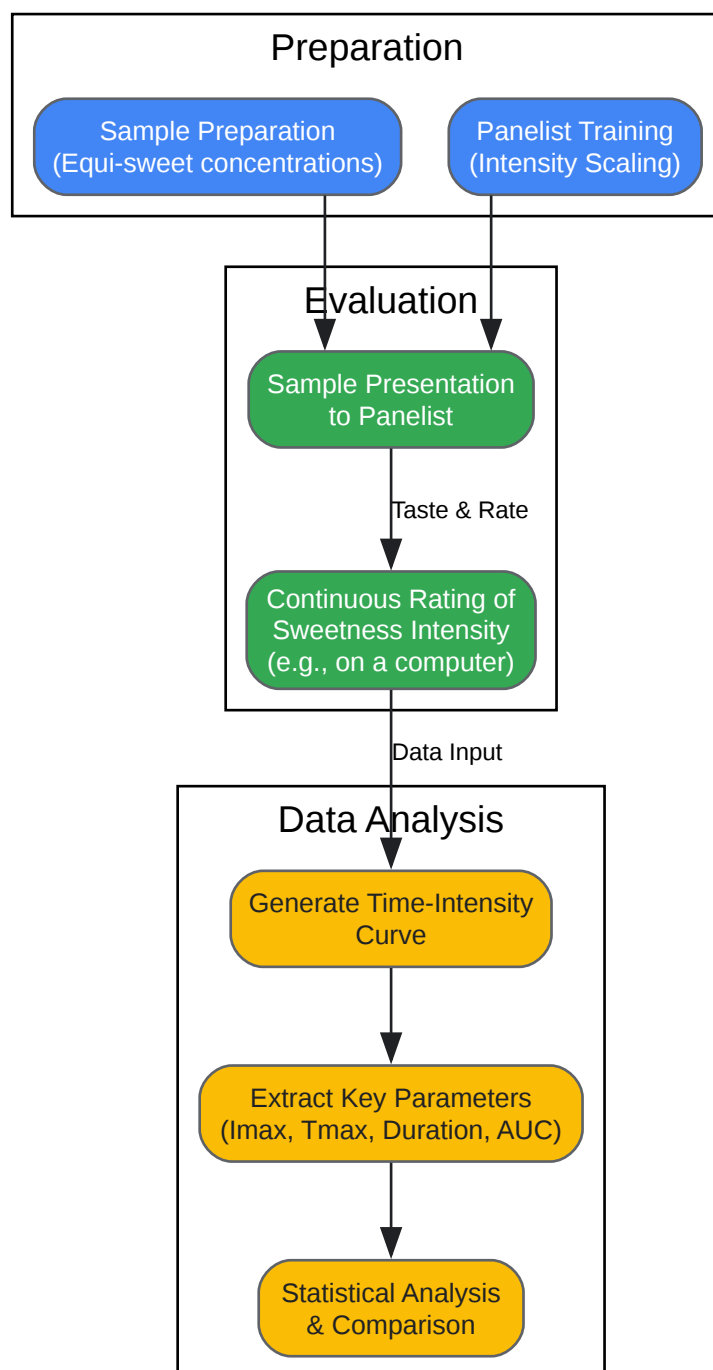 Preparation
Sample Preparation
(Equi-sweet concentrations)
Panelist Training
(Intensity Scaling)
Evaluation
Sample Presentation
to Panelist
Taste & Rate
Continuous Rating of
Sweetness Intensity
(e.g., on a computer)
Data Input
Data Analysis
Generate Time-Intensity
Curve
Extract Key Parameters
(Imax, Tmax, Duration, AUC)
Statistical Analysis
& Comparison